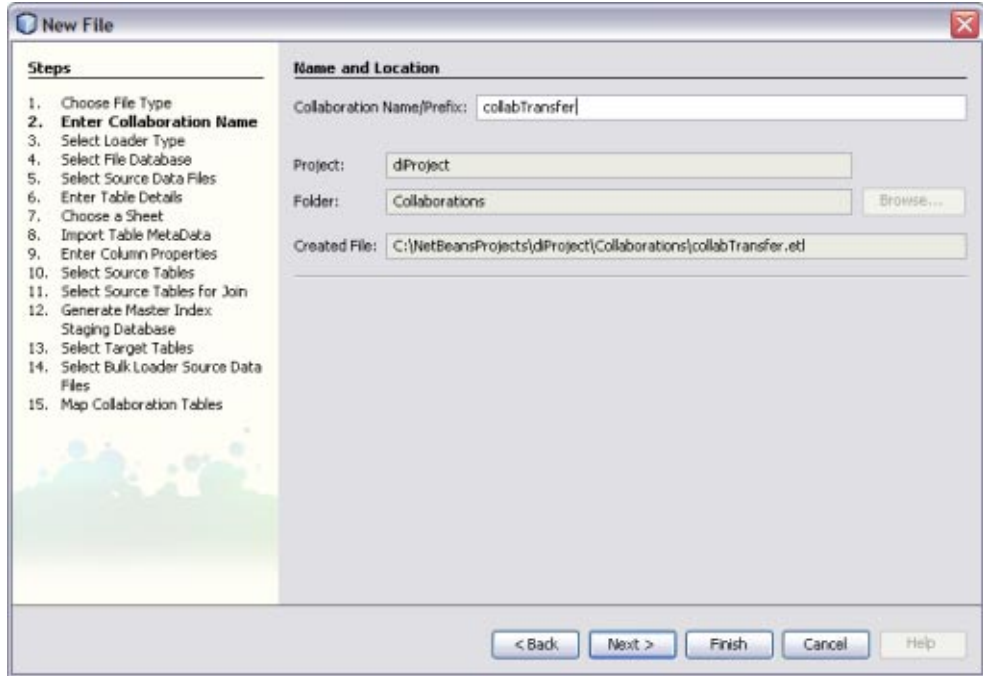 New File
Steps
1. Choose File Type
2. Enter Collaboration Name
3. Select Loader Type
4. Select File Database
5. Select Source Data Files
6. Enter Table Details
7. Choose a Sheet
8. Import Table MetaData
9. Enter Column Properties
10. Select Source Tables
11. Select Source Tables for Join
12. Generate Master Index
Staging Database
13. Select Target Tables
14. Select Bulk Loader Source Data
Files
15. Map Collaboration Tables
Name and Location
Collaboration Name/Prefix: collabTransfer
Project: diProject
Folder: Collaborations Browse...
Created File: C:\NetBeansProjects\diProject\Collaborations\collabTransfer.etl
< Back Next > Finish Cancel Help